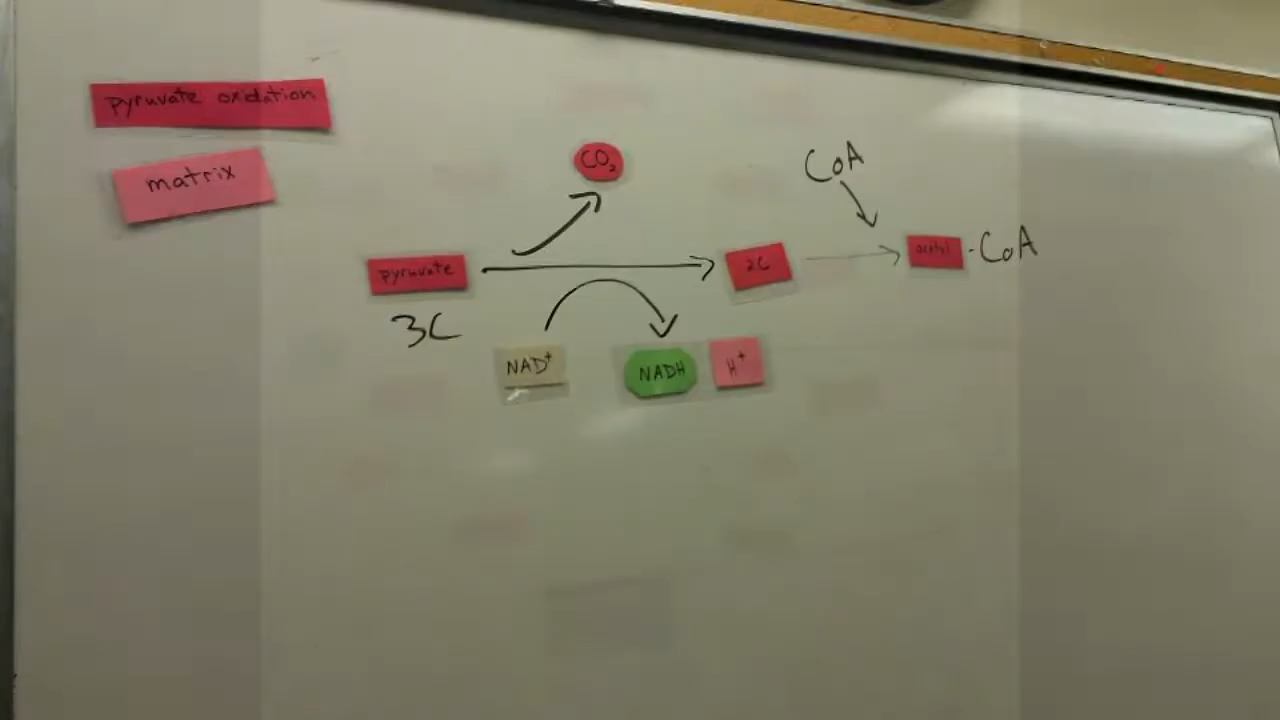 pyruvate oxidation
matrix
CO₂
CoA
pyruvate
2C
acetyl
-CoA
3C
NAD⁺
NADH
H⁺